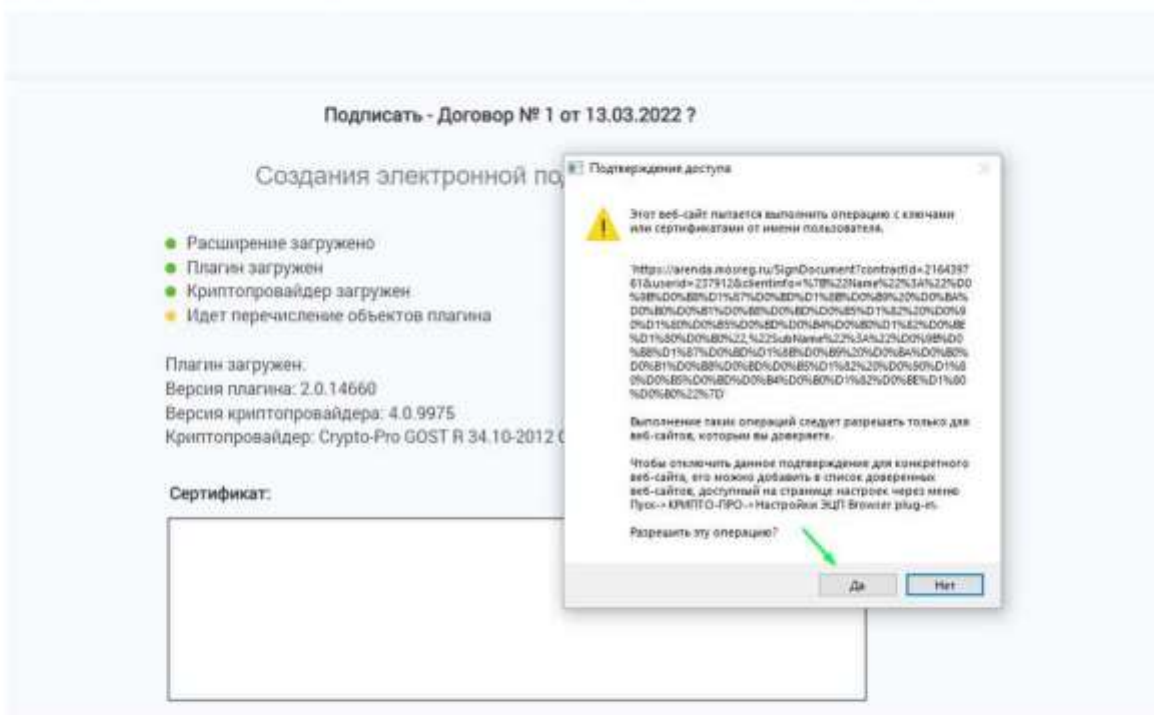 Подписать - Договор № 1 от 13.03.2022 ?
Создания электронной по
Расширение загружено
Плагин загружен
Криптопровайдер загружен
Идет перечисление объектов плагина
Плагин загружен.
Версия плагина: 2.0.14660
Версия криптопровайдера: 4.0.9975
Криптопровайдер: Crypto-Pro GOST R 34.10-2012
Сертификат:
Подтверждение доступа
Этот веб-сайт пытается выполнить операцию с ключами
или сертификатами от имени пользователя.
Выполнение таких операций следует разрешать только для
веб-сайтов, которым вы доверяете.
Чтобы отключить данное подтверждение для конкретного
веб-сайта, его можно добавить в список доверенных
веб-сайтов, доступный на странице настроек через меню
Пуск->КРИПТО-ПРО->Настройки ЭЦП Browser plug-in.
Разрешить эту операцию?
Да
Нет